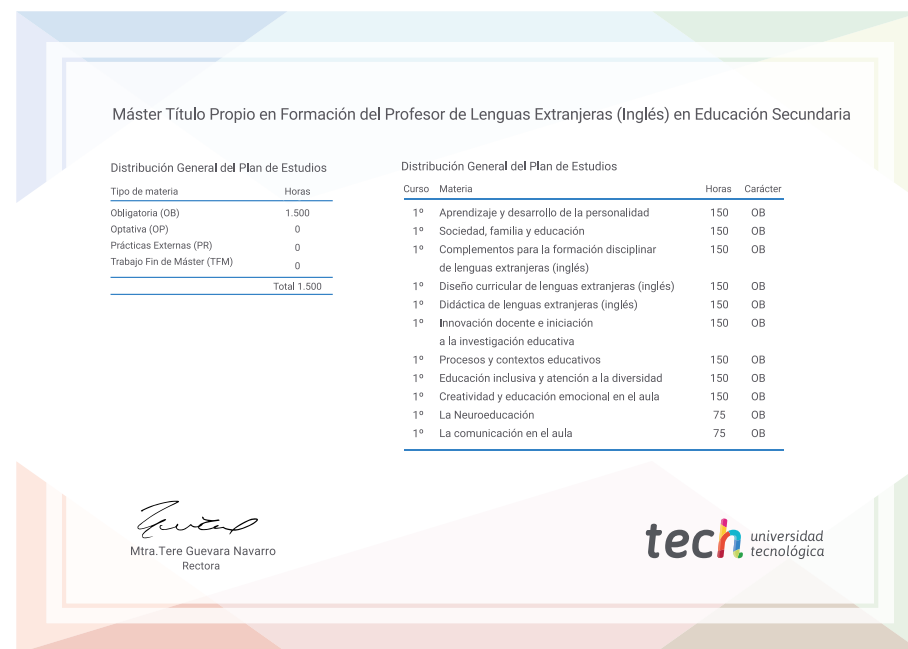 Máster Título Propio en Formación del Profesor de Lenguas Extranjeras (Inglés) en Educación Secundaria
Distribución General del Plan de Estudios
Tipo de materia Horas
Obligatoria (OB) 1.500
Optativa (OP) 0
Prácticas Externas (PR) 0
Trabajo Fin de Máster (TFM) 0
Total 1.500
Distribución General del Plan de Estudios
Curso Materia Horas Carácter
1º Aprendizaje y desarrollo de la personalidad 150 OB
1º Sociedad, familia y educación 150 OB
1º Complementos para la formación disciplinar 150 OB
de lenguas extranjeras (inglés)
1º Diseño curricular de lenguas extranjeras (inglés) 150 OB
1º Didáctica de lenguas extranjeras (inglés) 150 OB
1º Innovación docente e iniciación 150 OB
a la investigación educativa
1º Procesos y contextos educativos 150 OB
1º Educación inclusiva y atención a la diversidad 150 OB
1º Creatividad y educación emocional en el aula 150 OB
1º La Neuroeducación 75 OB
1º La comunicación en el aula 75 OB
Mtra.Tere Guevara Navarro
Rectora
tech universidad
tecnológica